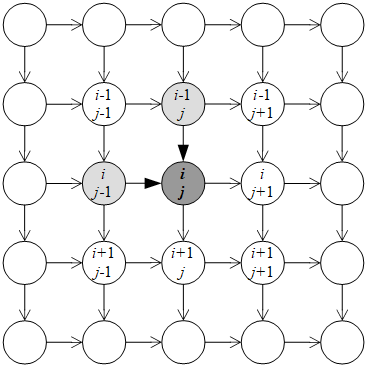 i-1 i-1 i-1
j-1 j j+1
i i i
j-1 j j+1
i+1 i+1 i+1
j-1 j j+1